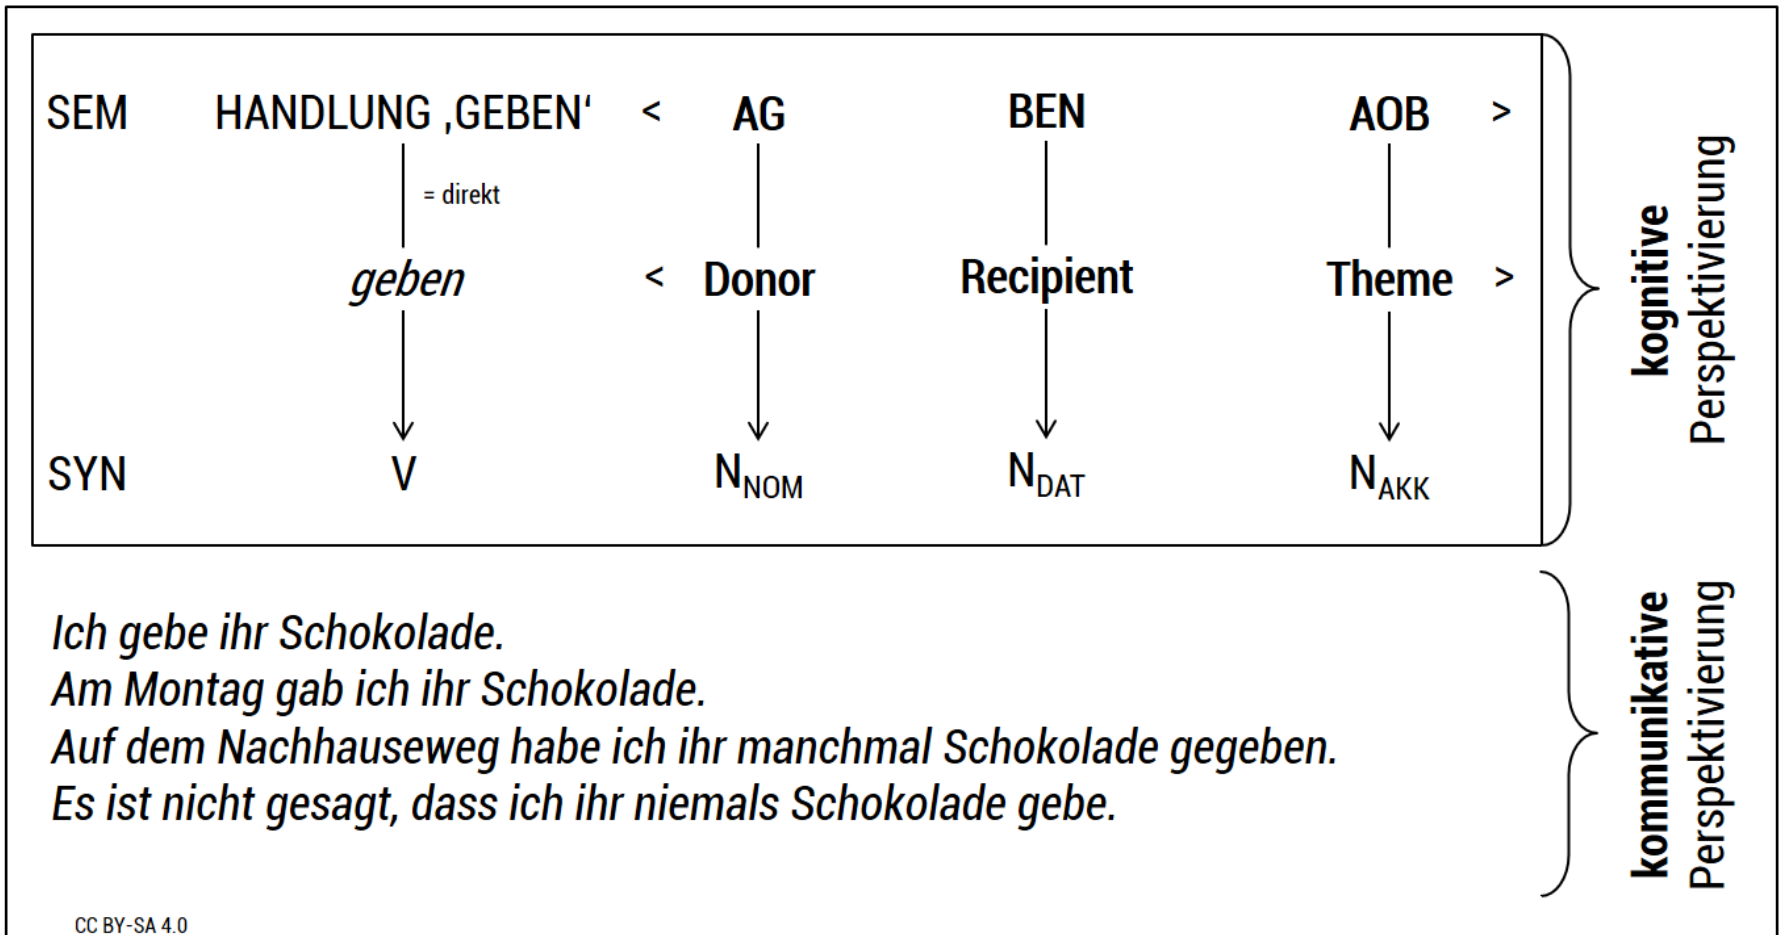 SEM HANDLUNG ‚GEBEN‘ < AG BEN AOB >
= direkt
geben < Donor Recipient Theme >
SYN V NNOM NDAT NAKK
kognitive
Perspektivierung
Ich gebe ihr Schokolade.
Am Montag gab ich ihr Schokolade.
Auf dem Nachhauseweg habe ich ihr manchmal Schokolade gegeben.
Es ist nicht gesagt, dass ich ihr niemals Schokolade gebe.
kommunikative
Perspektivierung
CC BY-SA 4.0